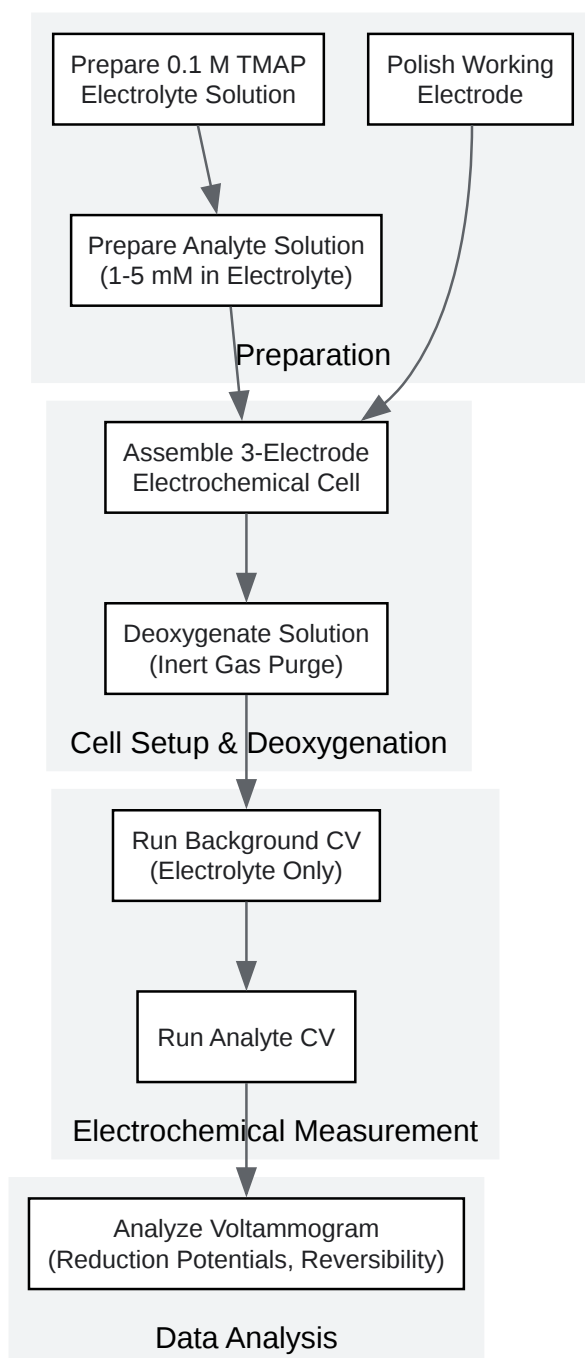 Prepare 0.1 M TMAP
Electrolyte Solution
Polish Working
Electrode
Prepare Analyte Solution
(1-5 mM in Electrolyte)
Preparation
Assemble 3-Electrode
Electrochemical Cell
Deoxygenate Solution
(Inert Gas Purge)
Cell Setup & Deoxygenation
Run Background CV
(Electrolyte Only)
Run Analyte CV
Electrochemical Measurement
Analyze Voltammogram
(Reduction Potentials, Reversibility)
Data Analysis